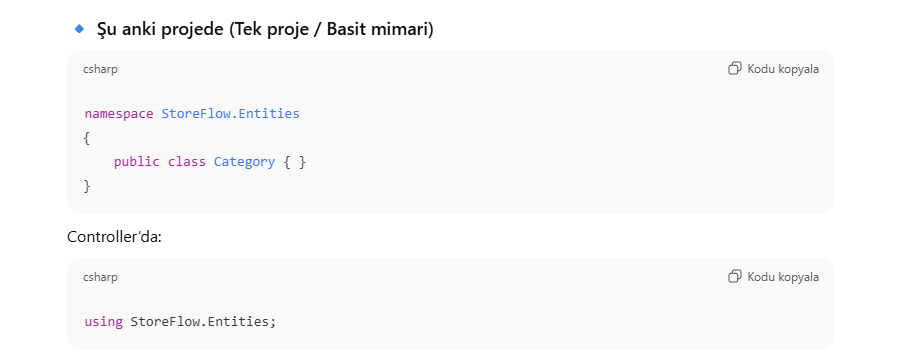 Şu anki projede (Tek proje / Basit mimari)
csharp
Kodu kopyala
namespace StoreFlow.Entities
{
    public class Category { }
}
Controller'da:
csharp
Kodu kopyala
using StoreFlow.Entities;